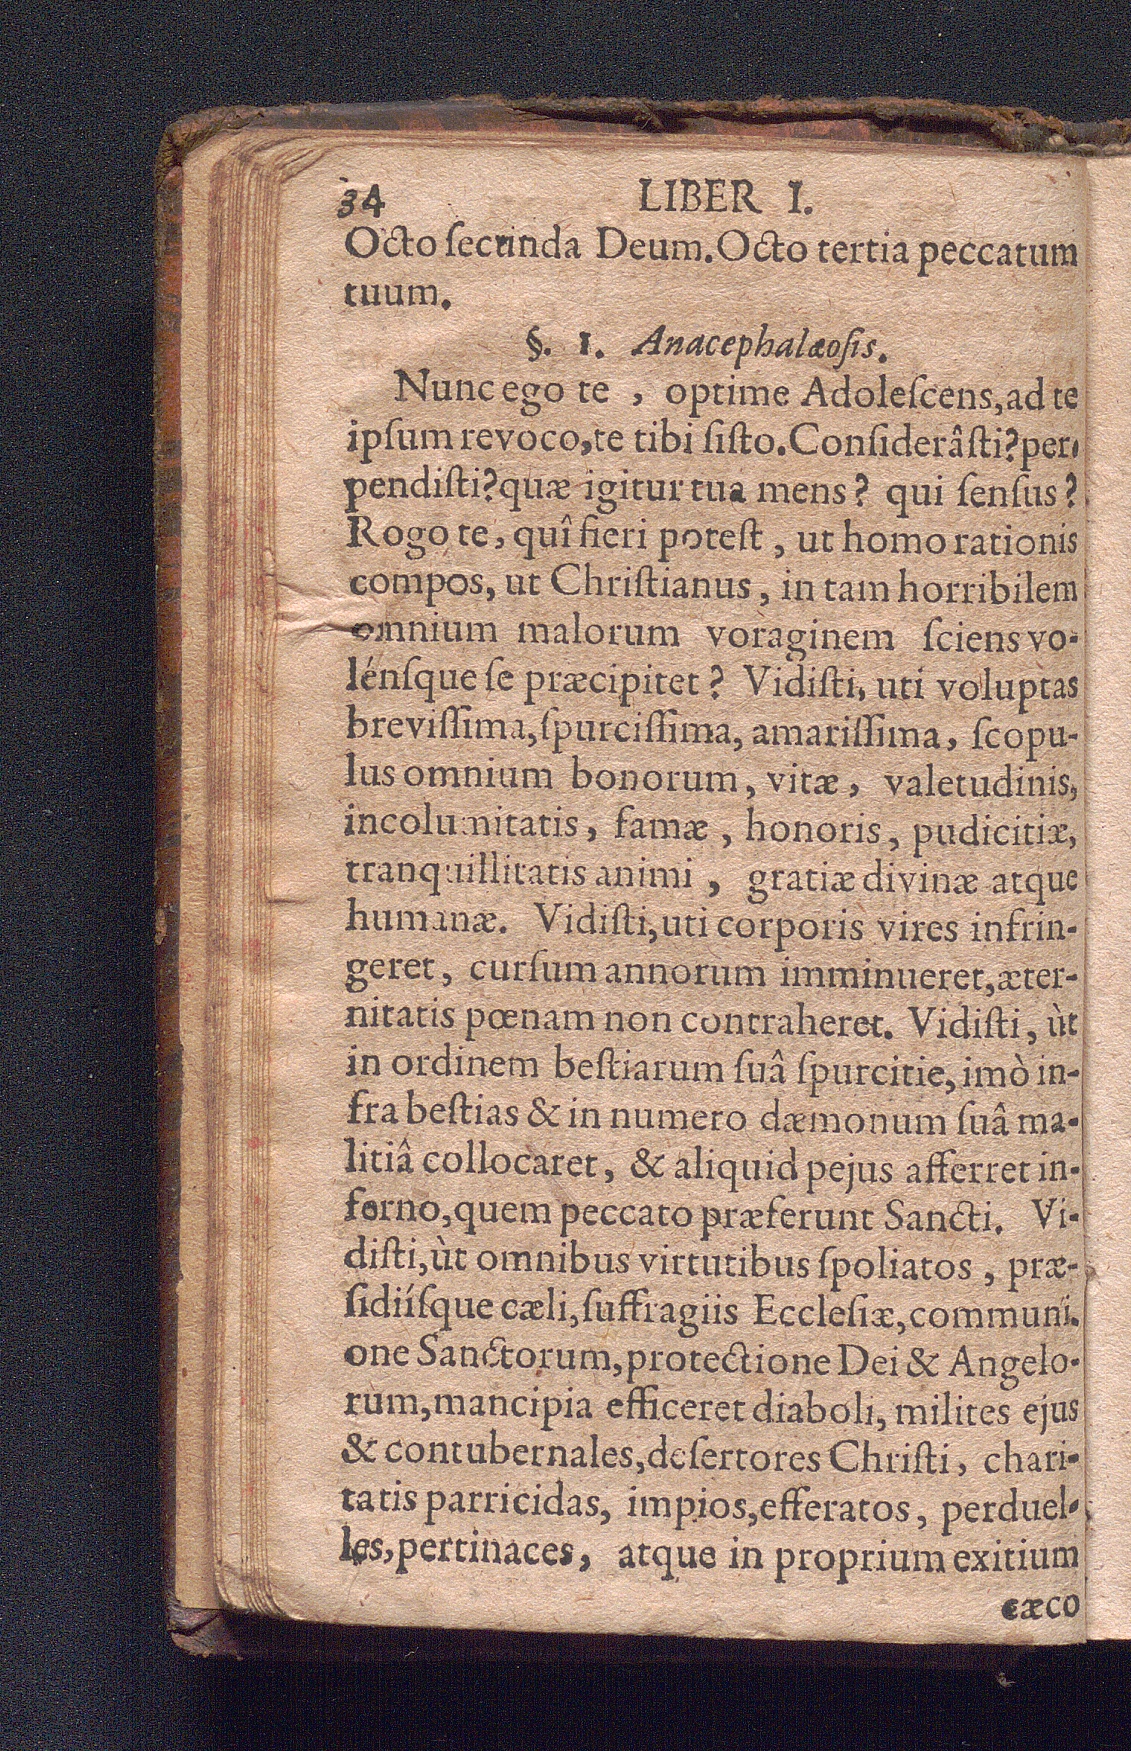 34 LIBER I.
Octo ſecunda Deum. Octo tertia peccatum
tuum.
§. 1. Anacephalæoſis.
Nunc ego te , optime Adoleſcens, ad te
ipſum revoco, te tibi ſiſto. Conſiderâſti? per-
pendiſti? quæ igitur tua mens ? qui ſenſus ?
Rogo te, quî fieri poteſt , ut homo rationis
compos, ut Chriſtianus , in tam horribilem
omnium malorum voraginem ſciens vo-
lénſque ſe præcipitet ? Vidiſti, uti voluptas
breviſſima, ſpurciſſima, amariſſima, ſcopu-
lus omnium bonorum, vitæ, valetudinis,
incolumitatis, famæ , honoris, pudicitiæ,
tranquillitatis animi , gratiæ divinæ atque
humanæ. Vidiſti, uti corporis vires infrin-
geret, curſum annorum imminueret, æter-
nitatis pœnam non contraheret. Vidiſti, ùt
in ordinem beſtiarum ſuâ ſpurcitie, imò in-
fra beſtias & in numero dæmonum ſuâ ma-
litiâ collocaret, & aliquid pejus afferret in-
ferno, quem peccato præferunt Sancti. Vi-
diſti, ùt omnibus virtutibus ſpoliatos , præ-
ſidiíſque cæli, ſuffragiis Eccleſiæ, communi-
one Sanctorum, protectione Dei & Angelo-
rum, mancipia efficeret diaboli, milites ejus
& contubernales, deſertores Chriſti, chari-
tatis parricidas, impios, efferatos , perduel-
les, pertinaces, atque in proprium exitium
cæco